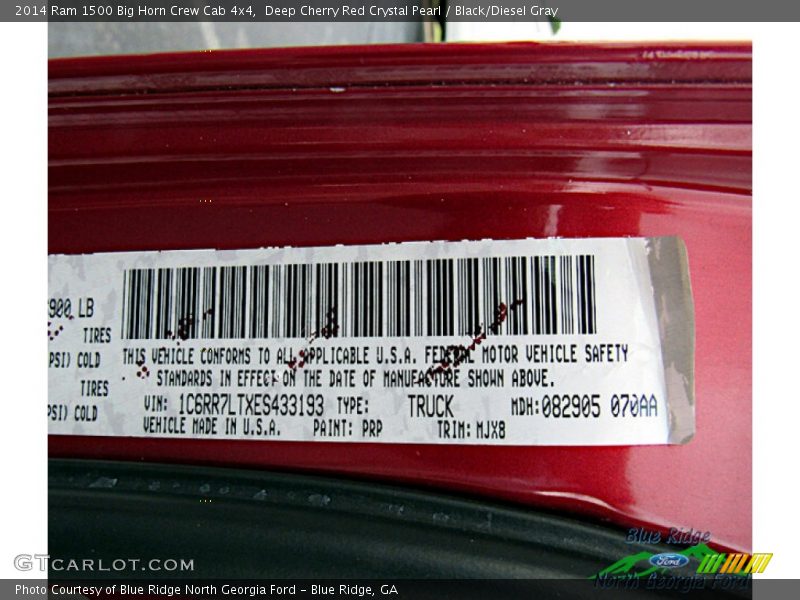 2014 Ram 1500 Big Horn Crew Cab 4x4, Deep Cherry Red Crystal Pearl / Black/Diesel Gray
900 LB
TIRES
PSI) COLD
TIRES
PSI) COLD
THIS VEHICLE CONFORMS TO ALL APPLICABLE U.S.A. FEDERAL MOTOR VEHICLE SAFETY
STANDARDS IN EFFECT ON THE DATE OF MANUFACTURE SHOWN ABOVE.
VIN: 1C6RR7LTXES433193 TYPE: TRUCK MDH:082905 070AA
VEHICLE MADE IN U.S.A. PAINT: PRP TRIM: MJX8
Blue Ridge
Ford
North Georgia Ford
GTCARLOT.COM
Photo Courtesy of Blue Ridge North Georgia Ford – Blue Ridge, GA